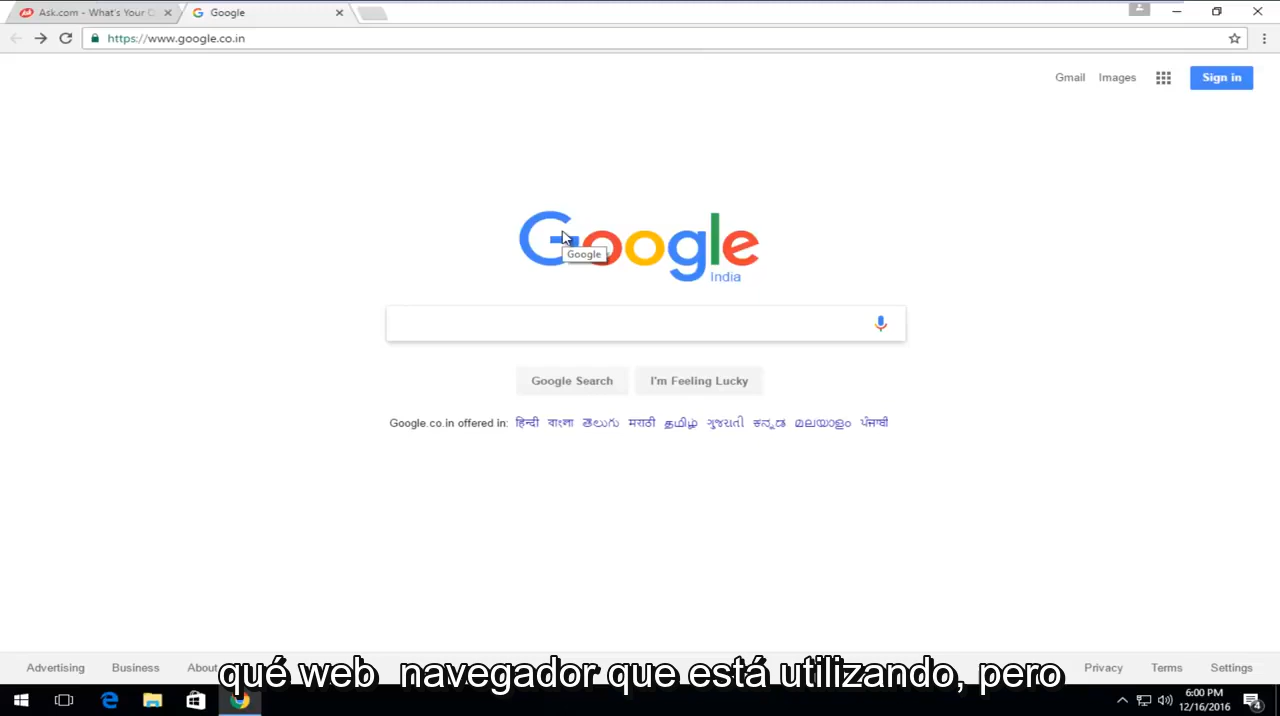 Ask.com - What's Your Q
Google
https://www.google.co.in
Gmail Images Sign in
Google
Google
India
Google Search I'm Feeling Lucky
Google.co.in offered in: हिन्दी বাংলা తెలుగు मराठी தமிழ் ગુજરાતી ಕನ್ನಡ മലയാളം ਪੰਜਾਬੀ
Advertising Business About Privacy Terms Settings
qué web navegador que está utilizando, pero
6:00 PM
12/16/2016
4